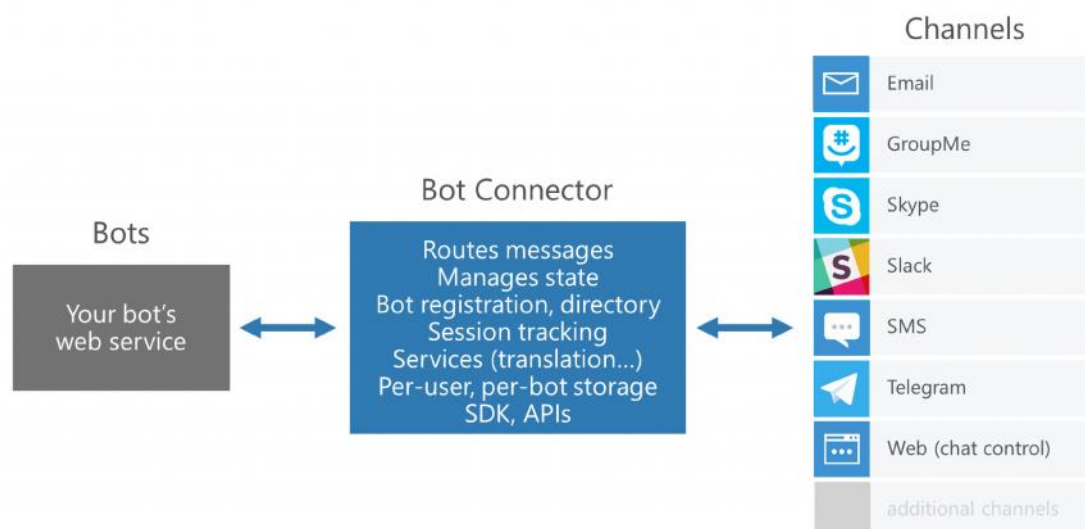 Channels
Email
GroupMe
Skype
Slack
SMS
Telegram
Web (chat control)
additional channels
Bot Connector
Routes messages
Manages state
Bot registration, directory
Session tracking
Services (translation...)
Per-user, per-bot storage
SDK, APIs
Bots
Your bot's
web service